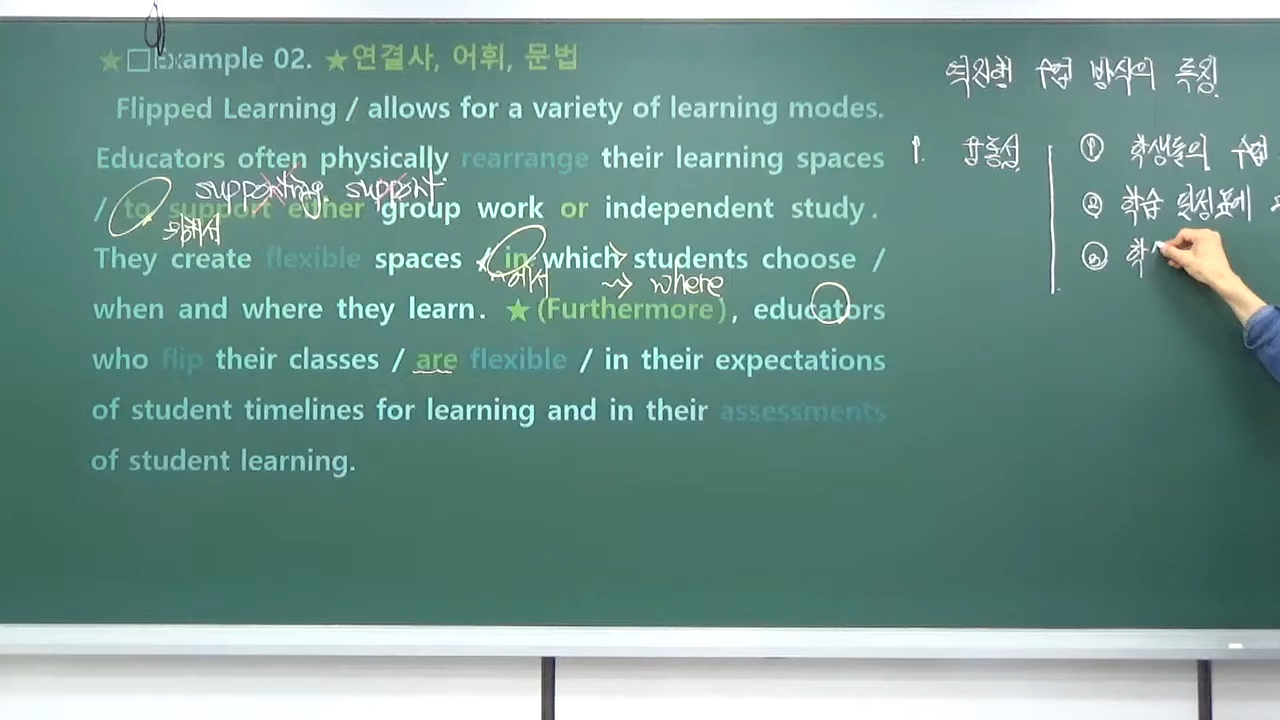 ★□Example 02. ★연결사, 어휘, 문법
Flipped Learning / allows for a variety of learning modes.
Educators often physically rearrange their learning spaces
supporting. support.
/ to support either group work or independent study.
위해서
They create flexible spaces / in which students choose /
에서 → where
when and where they learn. ★(Furthermore), educators
who flip their classes / are flexible / in their expectations
of student timelines for learning and in their assessments
of student learning.
역진행 수업 방식의 특징
1. 유통성
① 학생들의 수업
② 학습 일정표에
③ 학